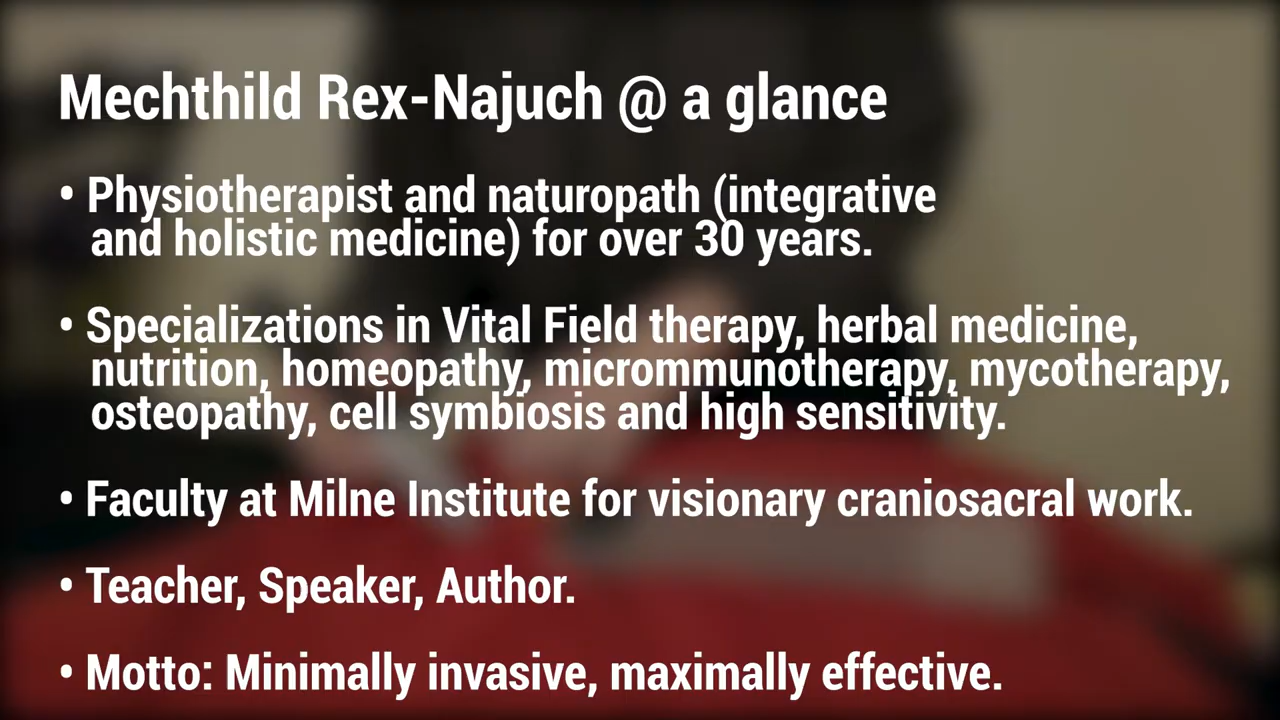 Mechthild Rex-Najuch @ a glance
• Physiotherapist and naturopath (integrative
and holistic medicine) for over 30 years.
• Specializations in Vital Field therapy, herbal medicine,
nutrition, homeopathy, micrommunotherapy, mycotherapy,
osteopathy, cell symbiosis and high sensitivity.
• Faculty at Milne Institute for visionary craniosacral work.
• Teacher, Speaker, Author.
• Motto: Minimally invasive, maximally effective.